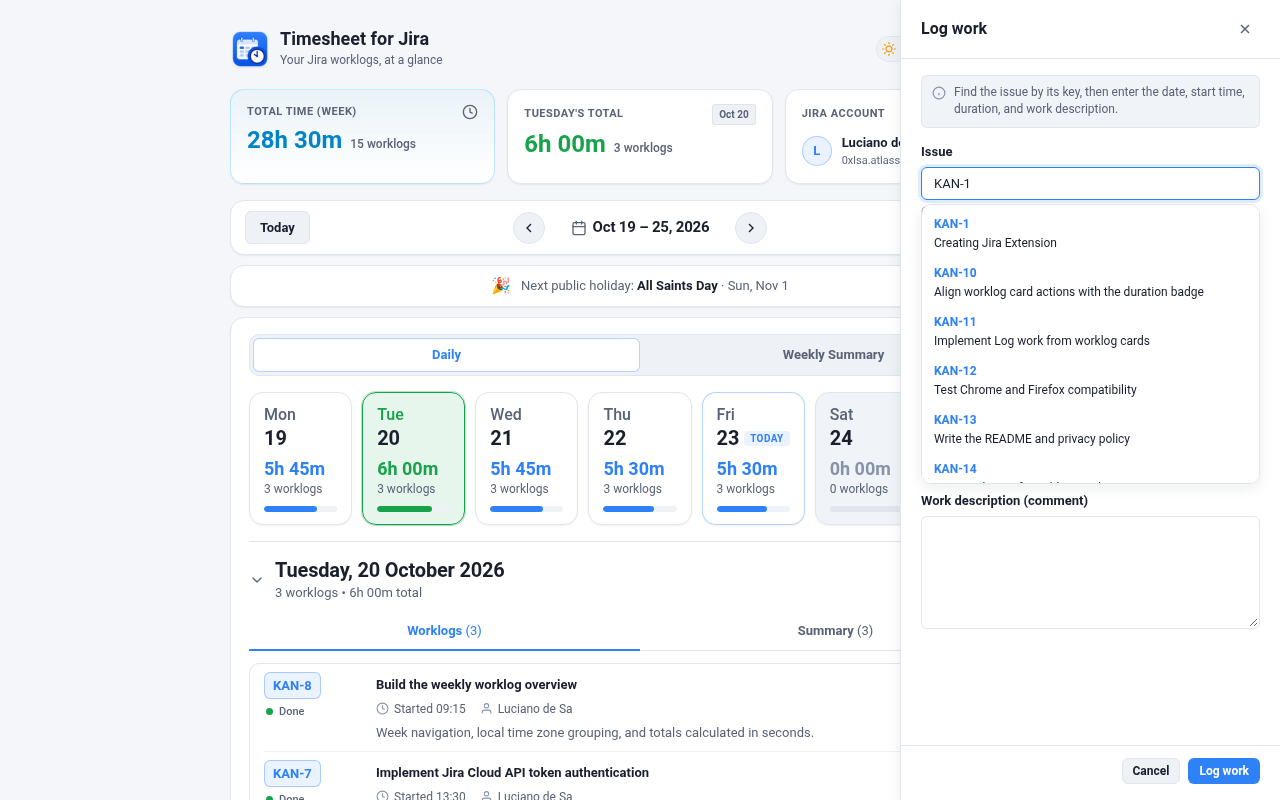 Timesheet for Jira
Your Jira worklogs, at a glance
TOTAL TIME (WEEK)
28h 30m 15 worklogs
TUESDAY'S TOTAL
Oct 20
6h 00m 3 worklogs
JIRA ACCOUNT
L
Luciano de
0xlsa.atlass
Today
Oct 19 – 25, 2026
🎉 Next public holiday: All Saints Day · Sun, Nov 1
Daily
Weekly Summary
Mon
19
5h 45m
3 worklogs
Tue
20
6h 00m
3 worklogs
Wed
21
5h 45m
3 worklogs
Thu
22
5h 30m
3 worklogs
Fri
23 TODAY
5h 30m
3 worklogs
Sat
24
0h 00m
0 worklogs
Tuesday, 20 October 2026
3 worklogs • 6h 00m total
Worklogs (3)
Summary (3)
KAN-8
Done
Build the weekly worklog overview
Started 09:15 Luciano de Sa
Week navigation, local time zone grouping, and totals calculated in seconds.
KAN-7
Done
Implement Jira Cloud API token authentication
Started 13:30 Luciano de Sa
Log work
Find the issue by its key, then enter the date, start time,
duration, and work description.
Issue
KAN-1
KAN-1
Creating Jira Extension
KAN-10
Align worklog card actions with the duration badge
KAN-11
Implement Log work from worklog cards
KAN-12
Test Chrome and Firefox compatibility
KAN-13
Write the README and privacy policy
KAN-14
Work description (comment)
Cancel
Log work